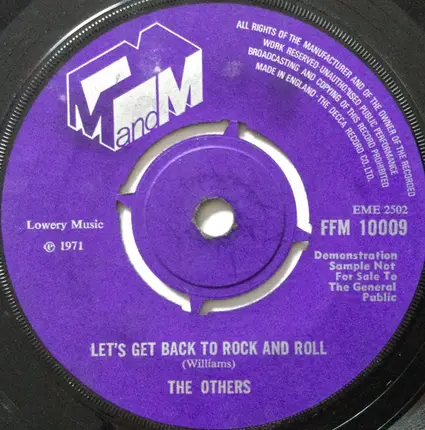 ALL RIGHTS OF THE MANUFACTURER AND OF THE OWNER OF THE RECORDED WORK RESERVED·UNAUTHORISED PUBLIC PERFORMANCE BROADCASTING AND COPYING OF THIS RECORD PROHIBITED
MADE IN ENGLAND·THE DECCA RECORD CO.LTD.
M and M
EME 2502
FFM 10009
Lowery Music
℗ 1971
Demonstration
Sample Not
For Sale To
The General
Public
LET'S GET BACK TO ROCK AND ROLL
(Williams)
THE OTHERS